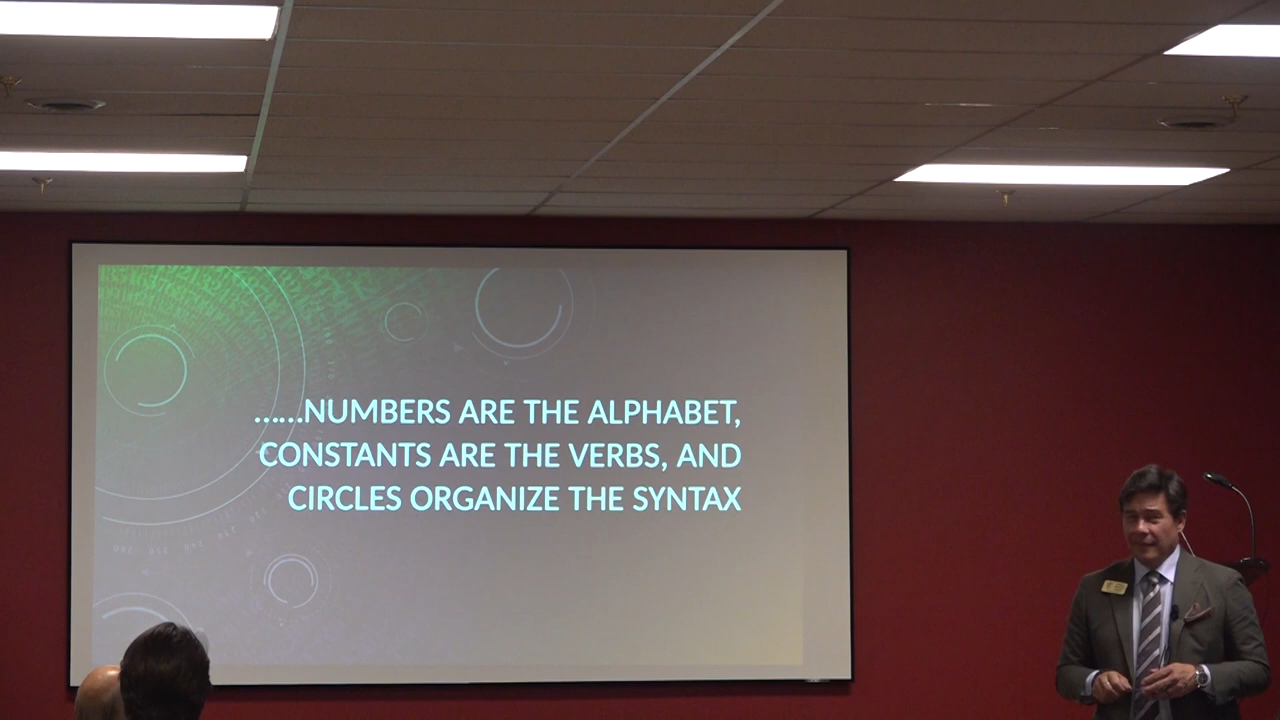 ......NUMBERS ARE THE ALPHABET,
CONSTANTS ARE THE VERBS, AND
CIRCLES ORGANIZE THE SYNTAX